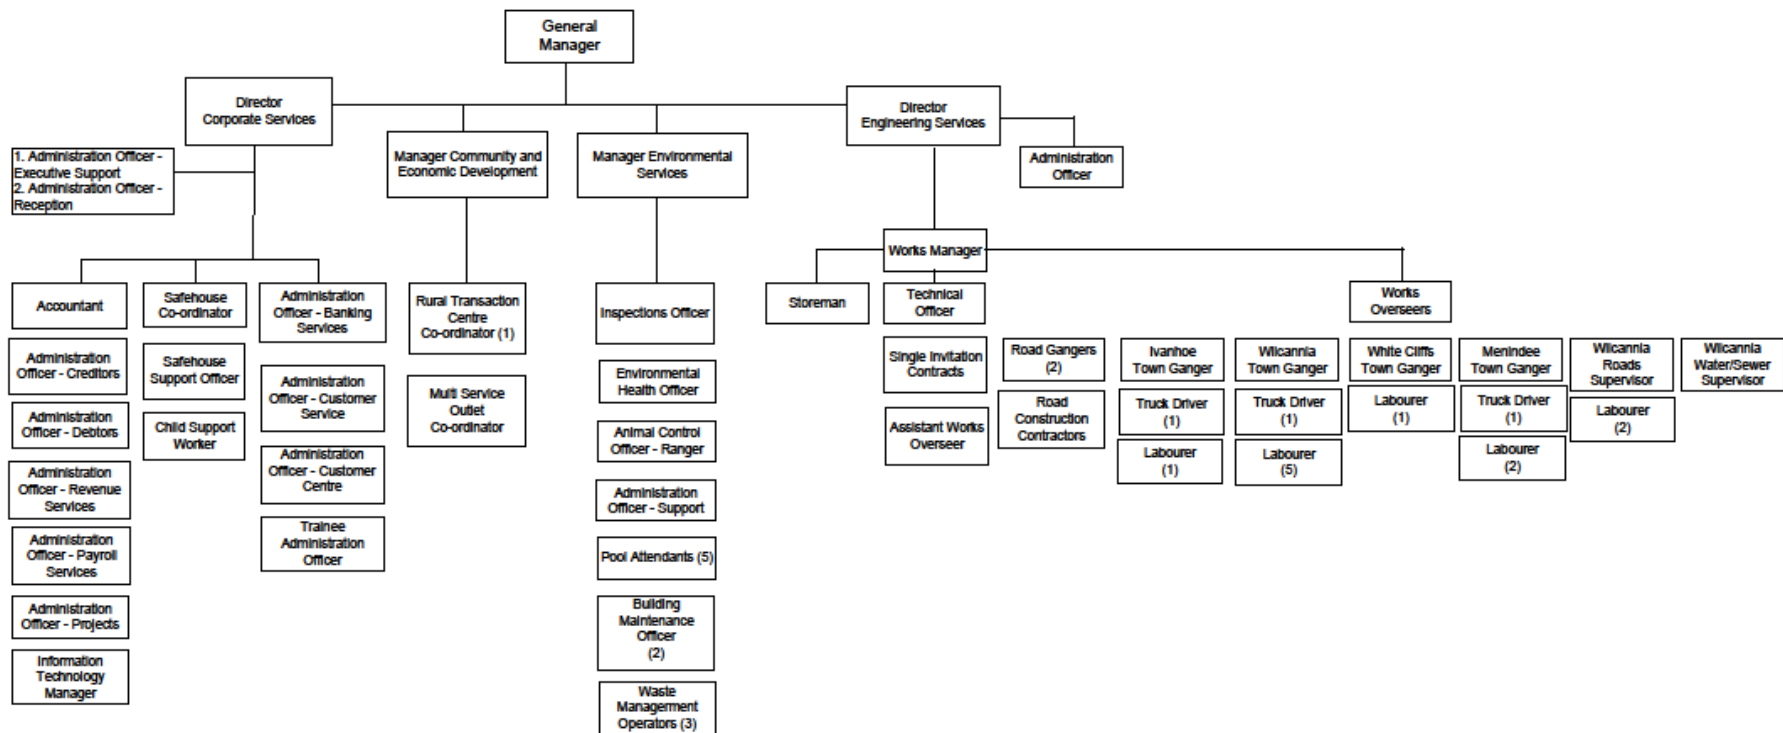 General
Manager
Director
Corporate Services
Director
Engineering Services
1. Administration Officer -
Executive Support
2. Administration Officer -
Reception
Manager Community and
Economic Development
Manager Environmental
Services
Administration
Officer
Works Manager
Accountant
Safehouse
Co-ordinator
Administration
Officer - Banking
Services
Rural Transaction
Centre
Co-ordinator (1)
Inspections Officer
Storeman
Technical
Officer
Works
Overseers
Administration
Officer - Creditors
Safehouse
Support Officer
Administration
Officer - Customer
Service
Multi Service
Outlet
Co-ordinator
Environmental
Health Officer
Single Invitation
Contracts
Road Gangers
(2)
Ivanhoe
Town Ganger
Wilcannia
Town Ganger
White Cliffs
Town Ganger
Menindee
Town Ganger
Wilcannia
Roads
Supervisor
Wilcannia
Water/Sewer
Supervisor
Administration
Officer - Debtors
Child Support
Worker
Administration
Officer - Customer
Centre
Animal Control
Officer - Ranger
Assistant Works
Overseer
Road
Construction
Contractors
Truck Driver
(1)
Truck Driver
(1)
Labourer
(1)
Truck Driver
(1)
Labourer
(2)
Labourer
(1)
Labourer
(5)
Labourer
(2)
Administration
Officer - Revenue
Services
Trainee
Administration
Officer
Administration
Officer - Support
Administration
Officer - Payroll
Services
Pool Attendants (5)
Administration
Officer - Projects
Building
Maintenance
Officer
(2)
Information
Technology
Manager
Waste
Managerment
Operators (3)